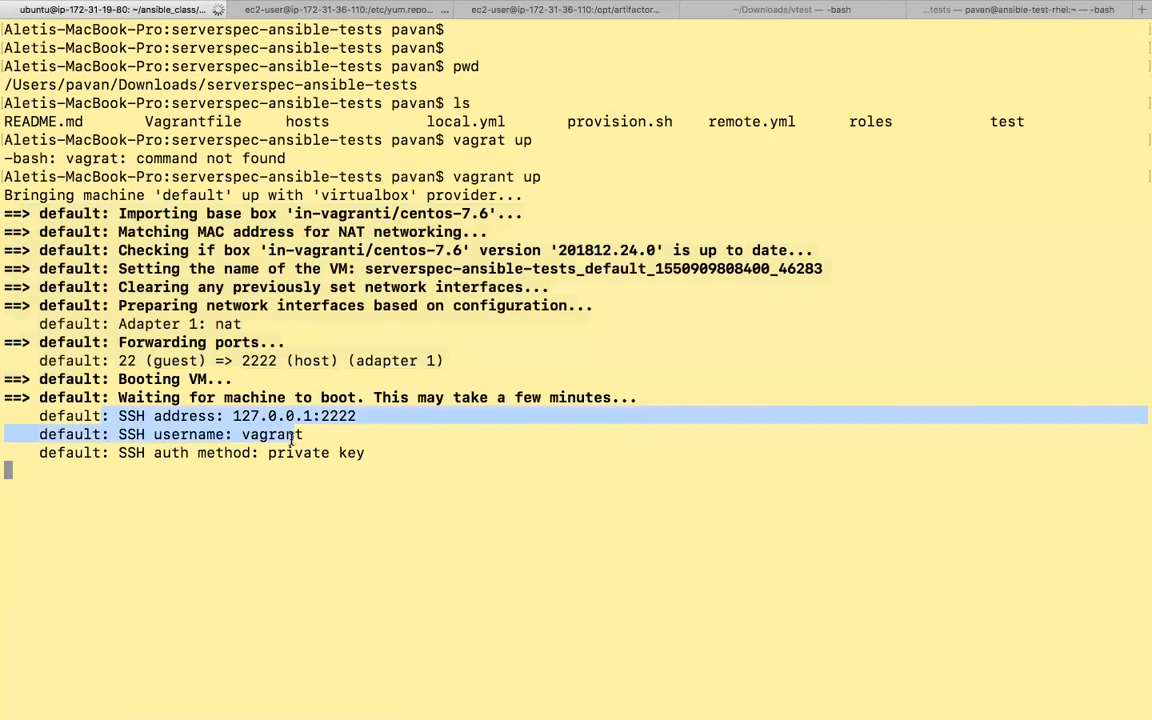 ubuntu@ip-172-31-19-80: ~/ansible_class/... ec2-user@ip-172-31-36-110:/etc/yum.repo... ... ec2-user@ip-172-31-36-110:/opt/artifactor... ~/Downloads/vtest — -bash ...tests — pavan@ansible-test-rhel:~ — -bash +
[Aletis-MacBook-Pro:serverspec-ansible-tests pavan$ ]
[Aletis-MacBook-Pro:serverspec-ansible-tests pavan$ ]
[Aletis-MacBook-Pro:serverspec-ansible-tests pavan$ pwd ]
/Users/pavan/Downloads/serverspec-ansible-tests
[Aletis-MacBook-Pro:serverspec-ansible-tests pavan$ ls ]
README.md Vagrantfile hosts local.yml provision.sh remote.yml roles test
[Aletis-MacBook-Pro:serverspec-ansible-tests pavan$ vagrat up ]
-bash: vagrat: command not found
[Aletis-MacBook-Pro:serverspec-ansible-tests pavan$ vagrant up ]
Bringing machine 'default' up with 'virtualbox' provider...
==> default: Importing base box 'in-vagranti/centos-7.6'...
==> default: Matching MAC address for NAT networking...
==> default: Checking if box 'in-vagranti/centos-7.6' version '201812.24.0' is up to date...
==> default: Setting the name of the VM: serverspec-ansible-tests_default_1550909808400_46283
==> default: Clearing any previously set network interfaces...
==> default: Preparing network interfaces based on configuration...
default: Adapter 1: nat
==> default: Forwarding ports...
default: 22 (guest) => 2222 (host) (adapter 1)
==> default: Booting VM...
==> default: Waiting for machine to boot. This may take a few minutes...
default: SSH address: 127.0.0.1:2222
default: SSH username: vagrant
default: SSH auth method: private key